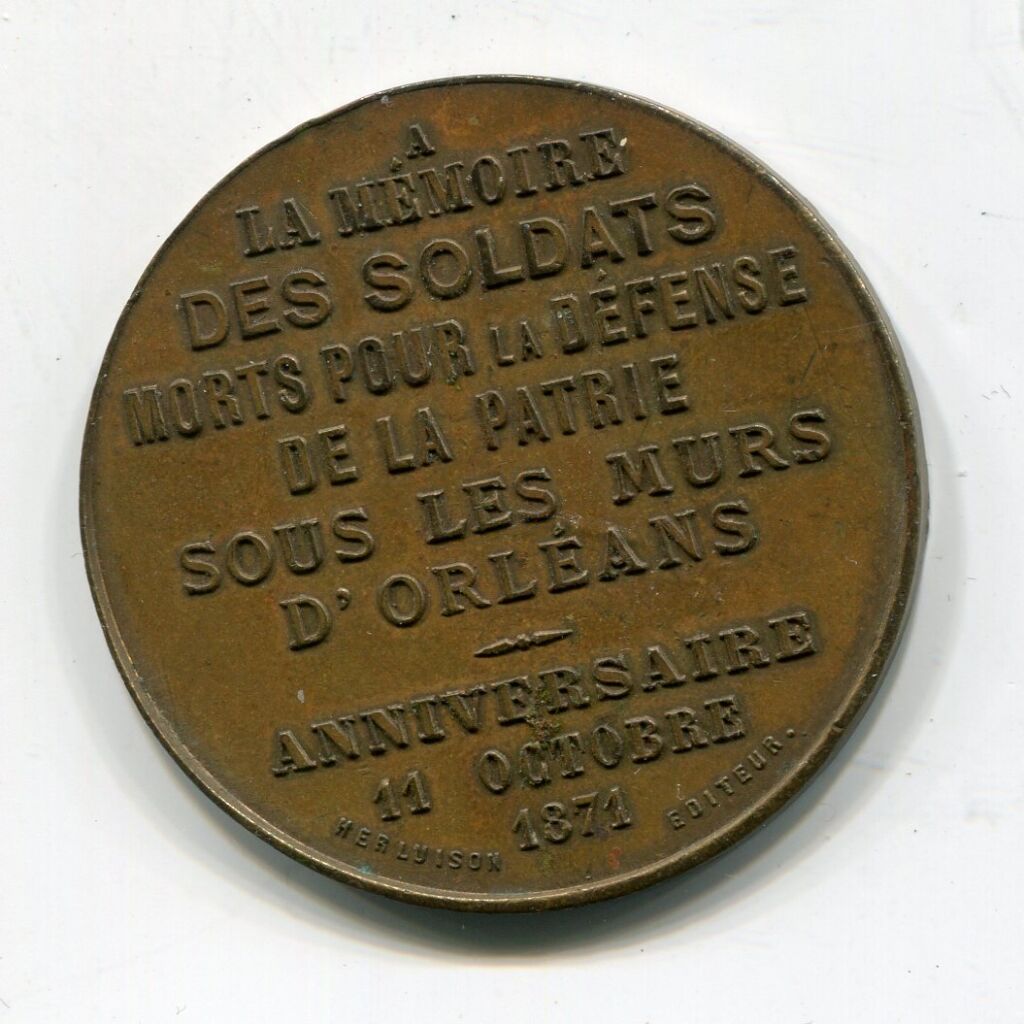 A
LA MÉMOIRE
DES SOLDATS
MORTS POUR LA DÉFENSE
DE LA PATRIE
SOUS LES MURS
D'ORLÉANS
ANNIVERSAIRE
11 OCTOBRE
1871
HERLUISON EDITEUR.